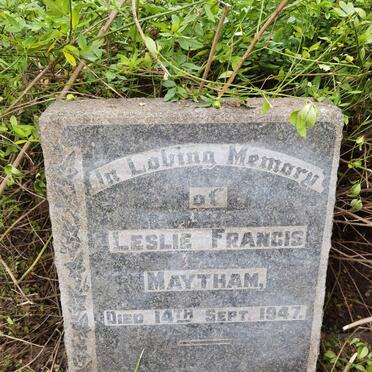 In Loving Memory
of
LESLIE FRANCIS
MAYTHAM,
DIED 14TH SEPT. 1947.